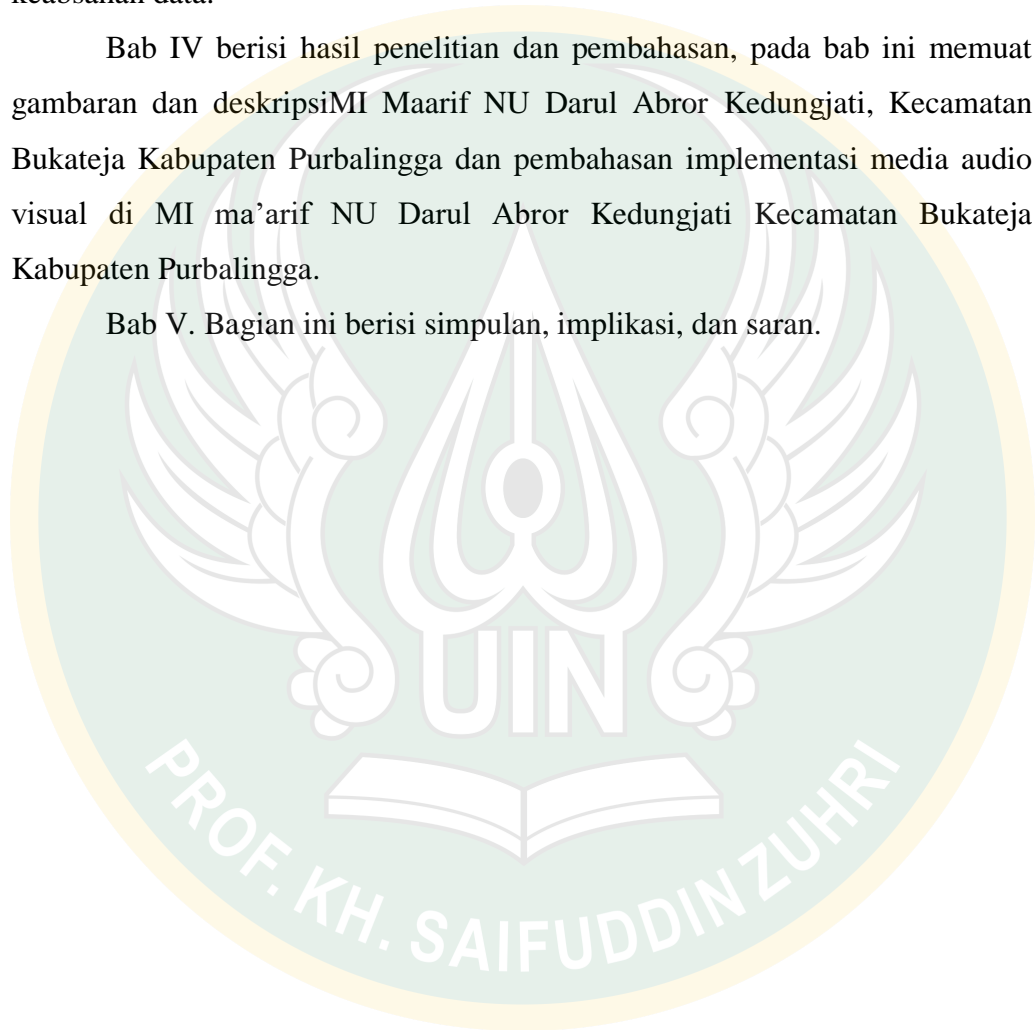 keabsahan data.
Bab IV berisi hasil penelitian dan pembahasan, pada bab ini memuat
gambaran dan deskripsiMI Maarif NU Darul Abror Kedungjati, Kecamatan
Bukateja Kabupaten Purbalingga dan pembahasan implementasi media audio
visual di MI ma’arif NU Darul Abror Kedungjati Kecamatan Bukateja
Kabupaten Purbalingga.
Bab V. Bagian ini berisi simpulan, implikasi, dan saran.
UIN
PROF. KH. SAIFUDDIN ZUHRI